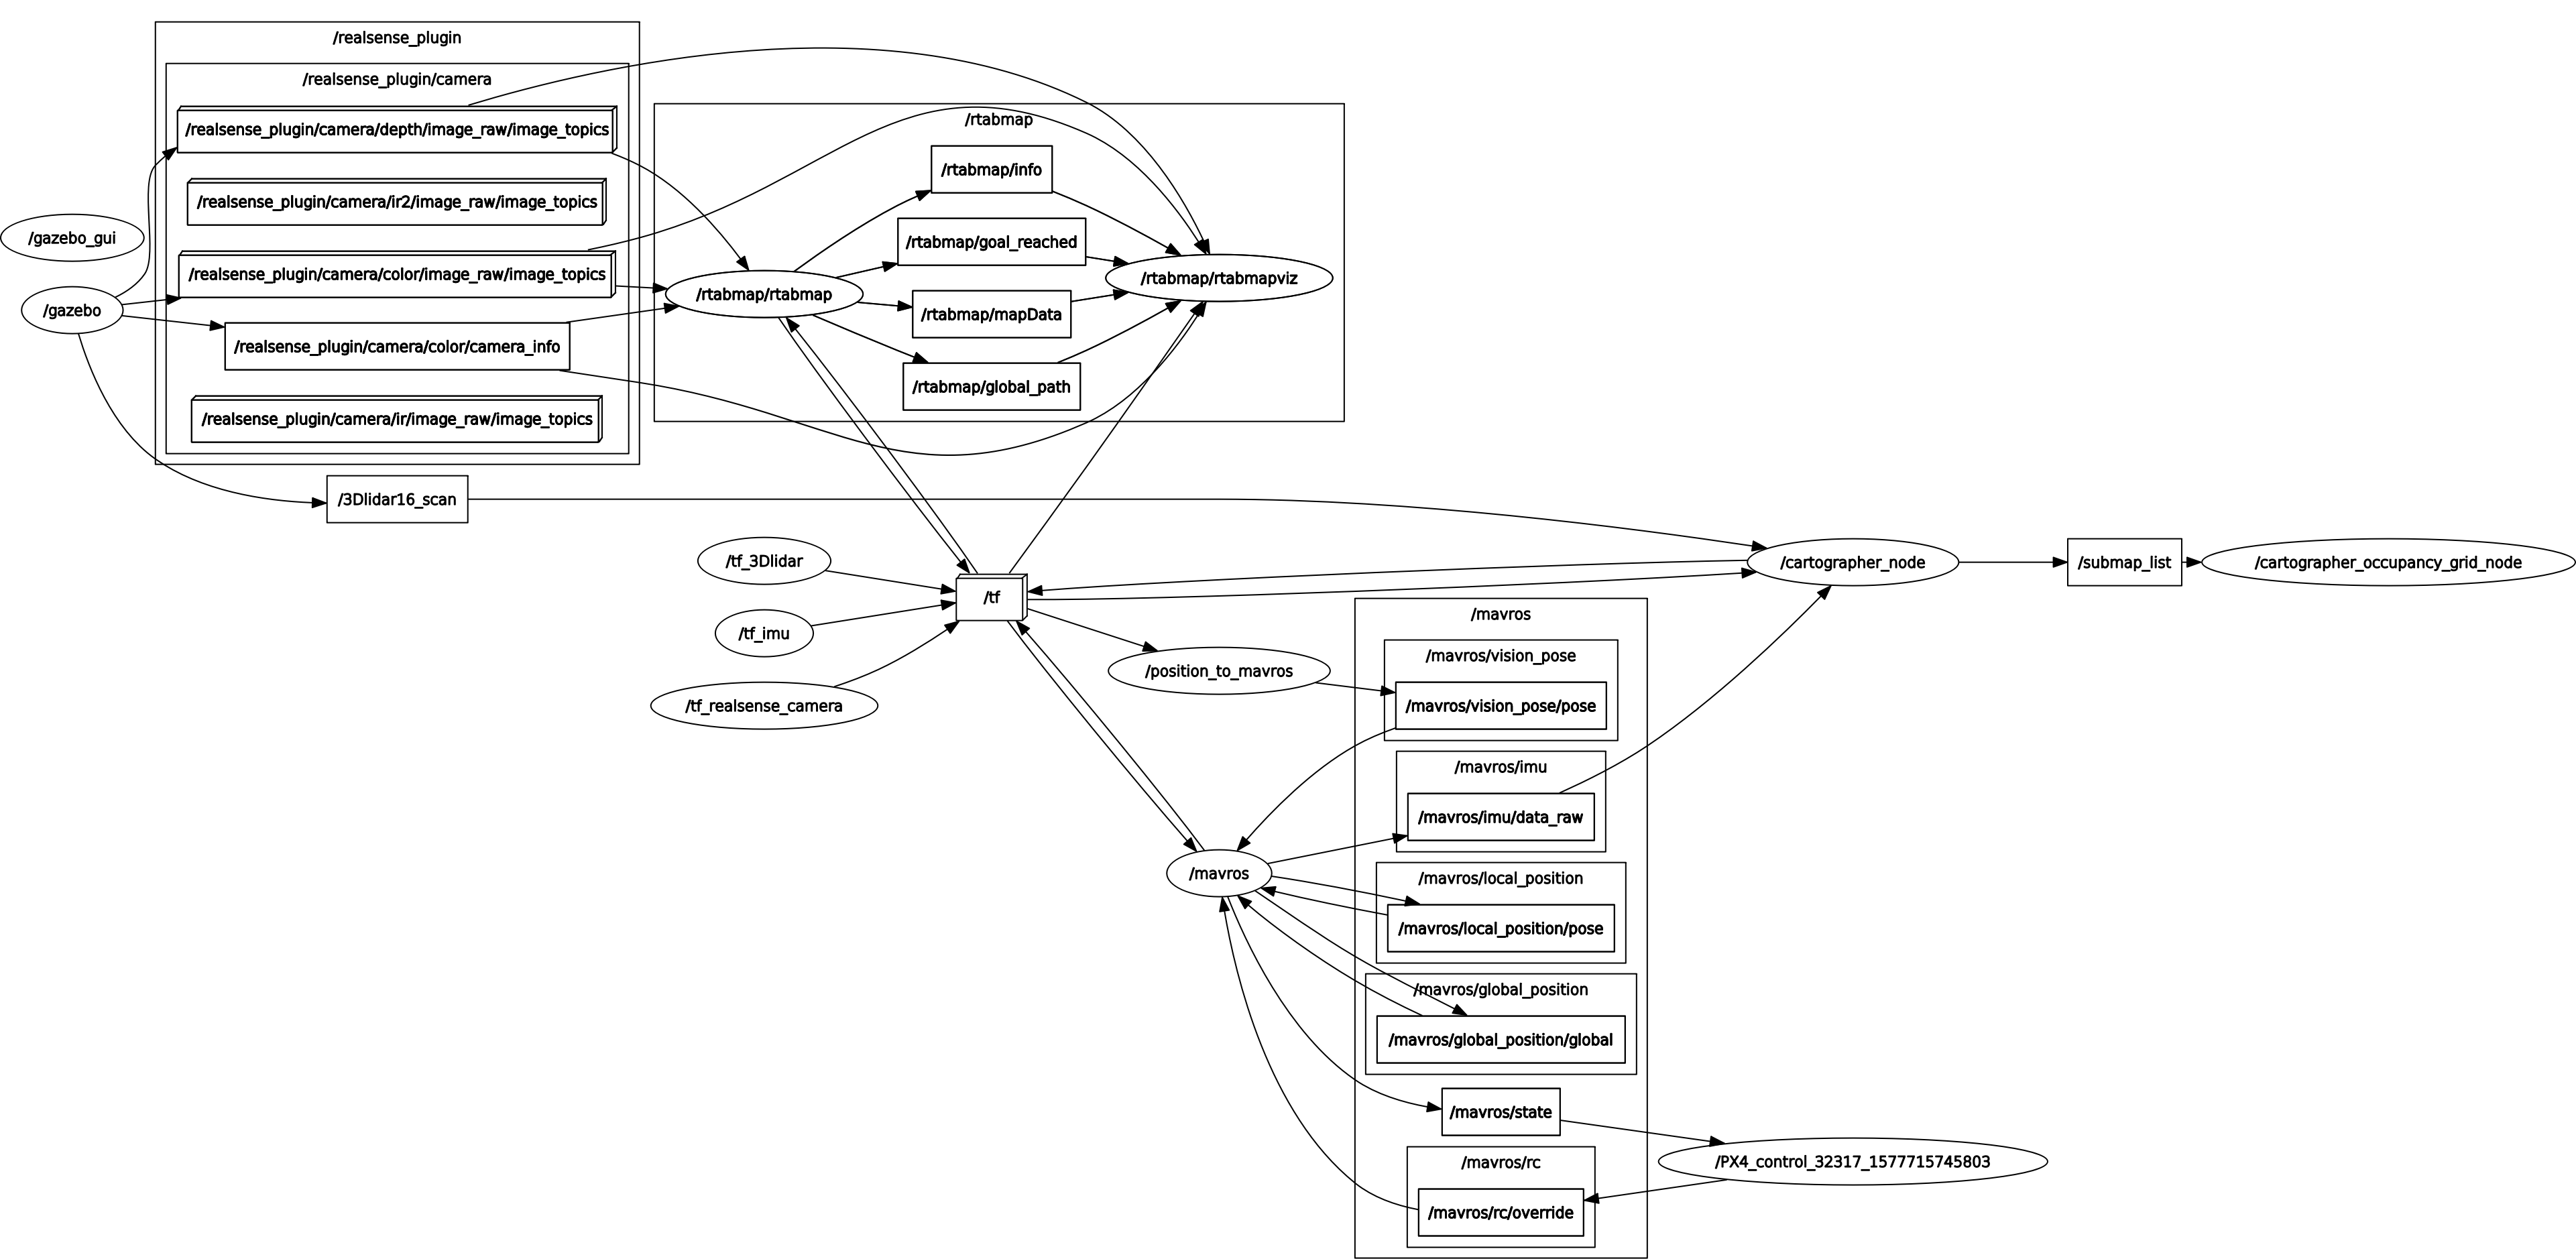 /realsense_plugin
/realsense_plugin/camera
/realsense_plugin/camera/depth/image_raw/image_topics
/realsense_plugin/camera/ir2/image_raw/image_topics
/realsense_plugin/camera/color/image_raw/image_topics
/realsense_plugin/camera/color/camera_info
/realsense_plugin/camera/ir/image_raw/image_topics
/gazebo_gui
/gazebo
/3Dlidar16_scan
/rtabmap
/rtabmap/info
/rtabmap/goal_reached
/rtabmap/mapData
/rtabmap/global_path
/rtabmap/rtabmap
/rtabmap/rtabmapviz
/tf_3Dlidar
/tf_imu
/tf_realsense_camera
/tf
/position_to_mavros
/cartographer_node
/submap_list
/cartographer_occupancy_grid_node
/mavros
/mavros
/mavros/vision_pose
/mavros/vision_pose/pose
/mavros/imu
/mavros/imu/data_raw
/mavros/local_position
/mavros/local_position/pose
/mavros/global_position
/mavros/global_position/global
/mavros/state
/mavros/rc
/mavros/rc/override
/PX4_control_32317_1577715745803